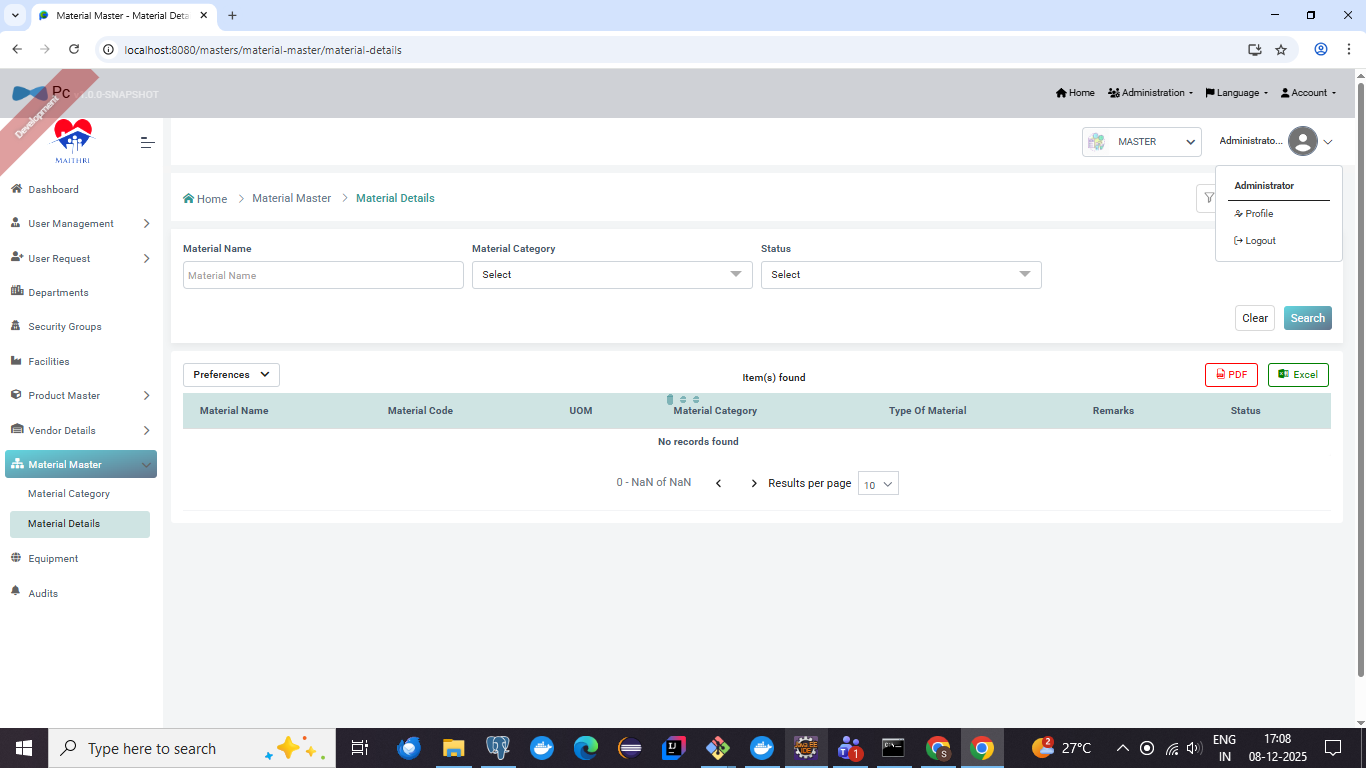 Material Master - Material Deta
localhost:8080/masters/material-master/material-details
Pc v1.0.0-SNAPSHOT
Development
Home Administration Language Account
MAITHRI
MASTER
Administrato...
Administrator
Profile
Logout
Dashboard
User Management
User Request
Departments
Security Groups
Facilities
Product Master
Vendor Details
Material Master
Material Category
Material Details
Equipment
Audits
Home Material Master Material Details
Material Name Material Category Status
Material Name Select Select
Clear Search
Preferences Item(s) found PDF Excel
Material Name Material Code UOM Material Category Type Of Material Remarks Status
No records found
0 - NaN of NaN Results per page 10
Type here to search
2 27°C ENG 17:08
IN 08-12-2025